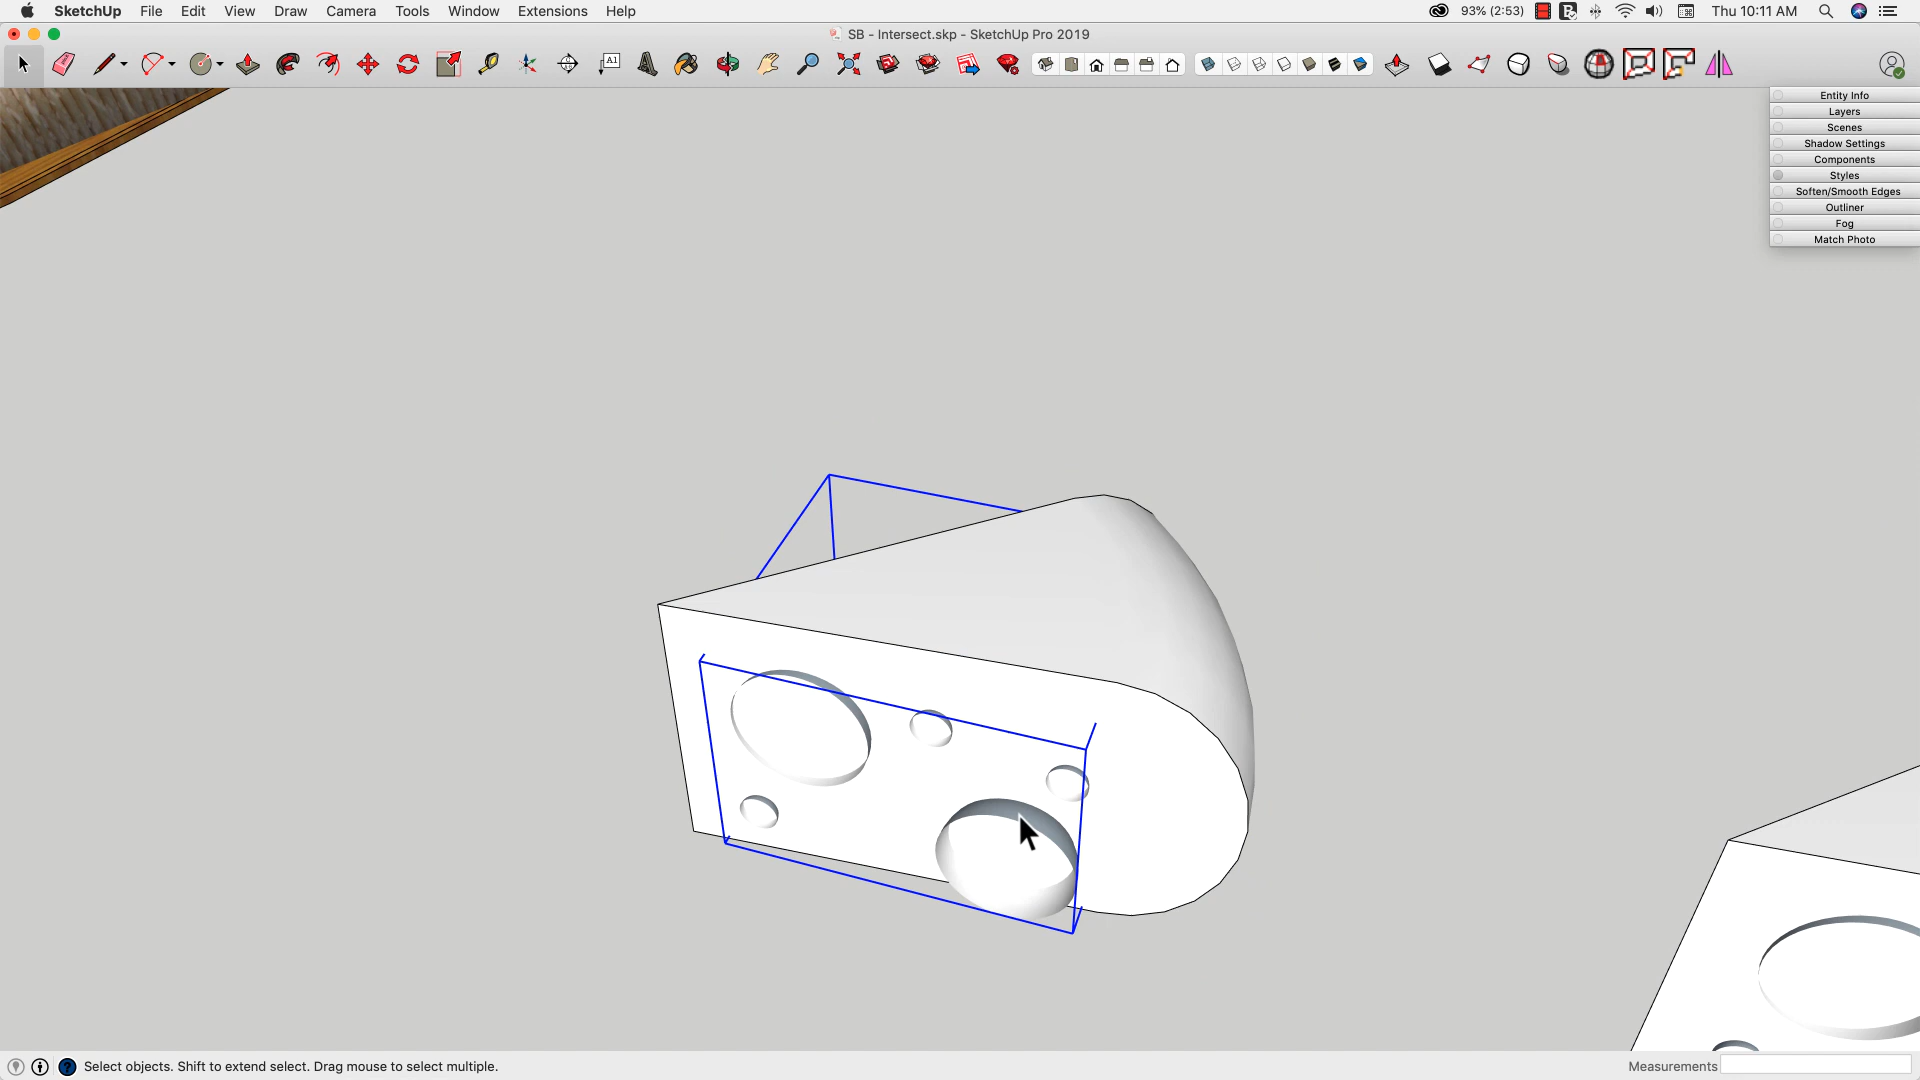 SketchUp File Edit View Draw Camera Tools Window Extensions Help 93% (2:53) Thu 10:11 AM
SB - Intersect.skp - SketchUp Pro 2019
A1
Entity Info
Layers
Scenes
Shadow Settings
Components
Styles
Soften/Smooth Edges
Outliner
Fog
Match Photo
Select objects. Shift to extend select. Drag mouse to select multiple. Measurements